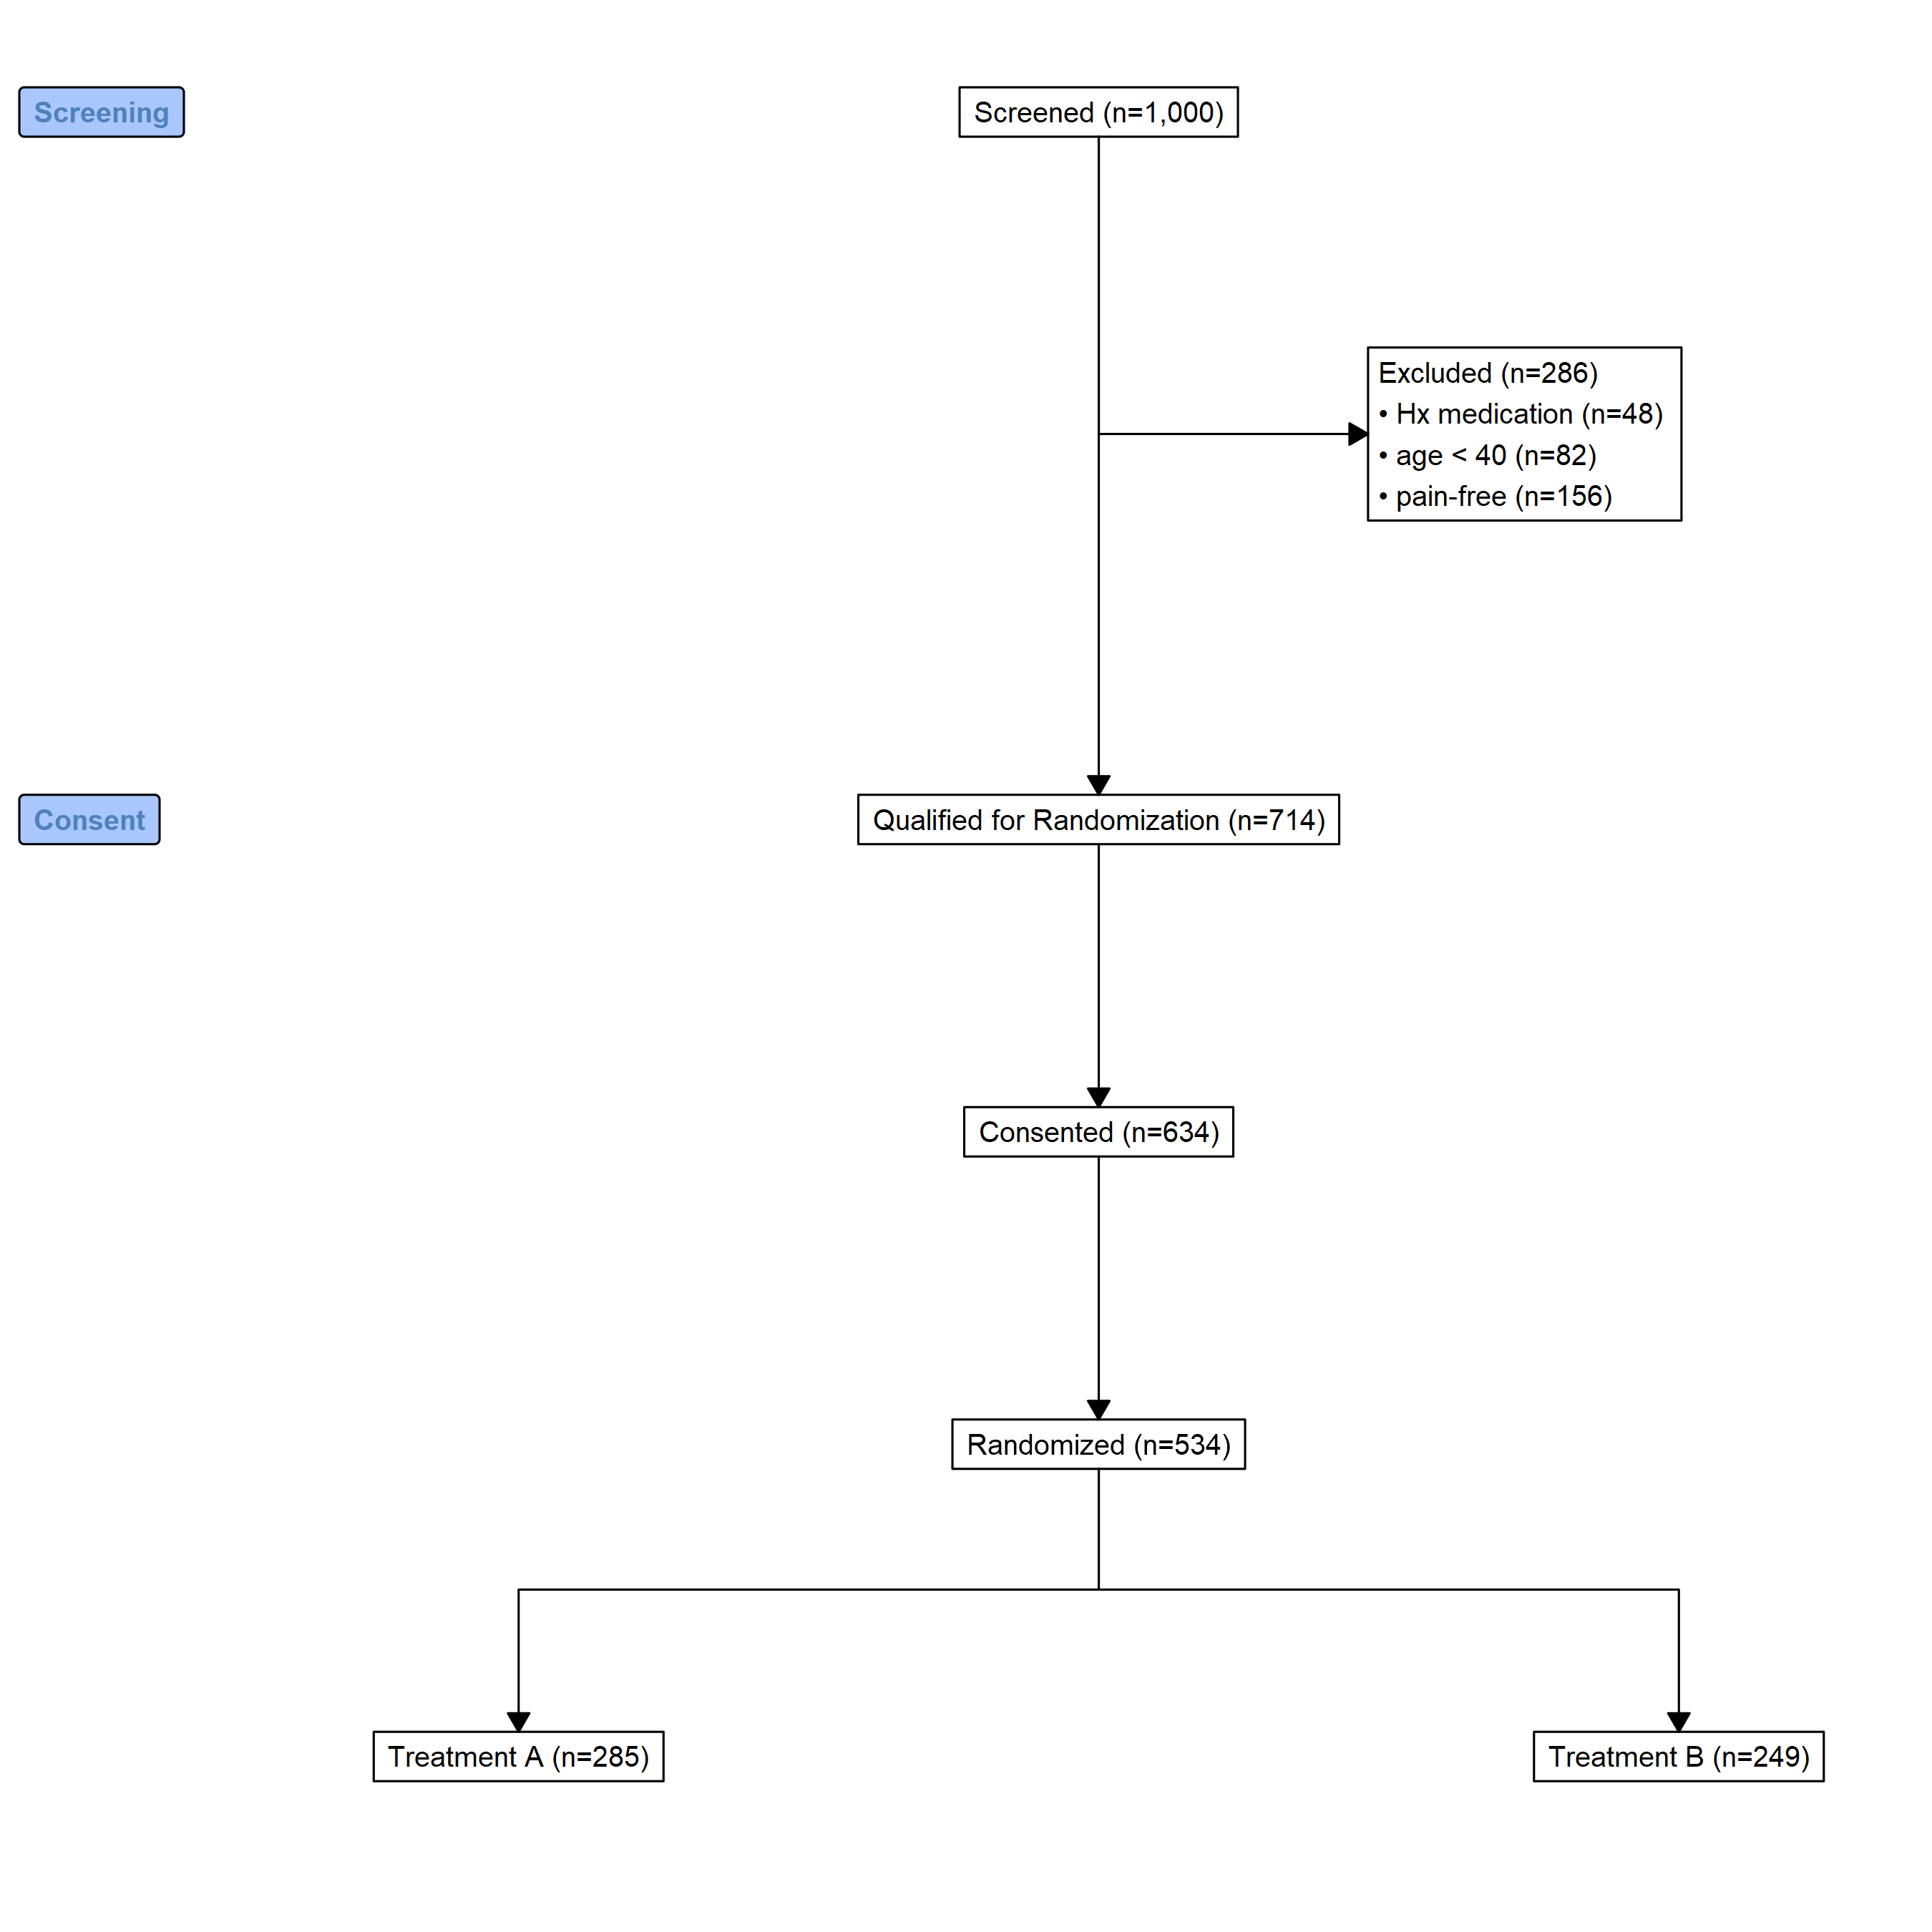 Screening
Screened (n=1,000)
Excluded (n=286)
• Hx medication (n=48)
• age < 40 (n=82)
• pain-free (n=156)
Consent
Qualified for Randomization (n=714)
Consented (n=634)
Randomized (n=534)
Treatment A (n=285)
Treatment B (n=249)